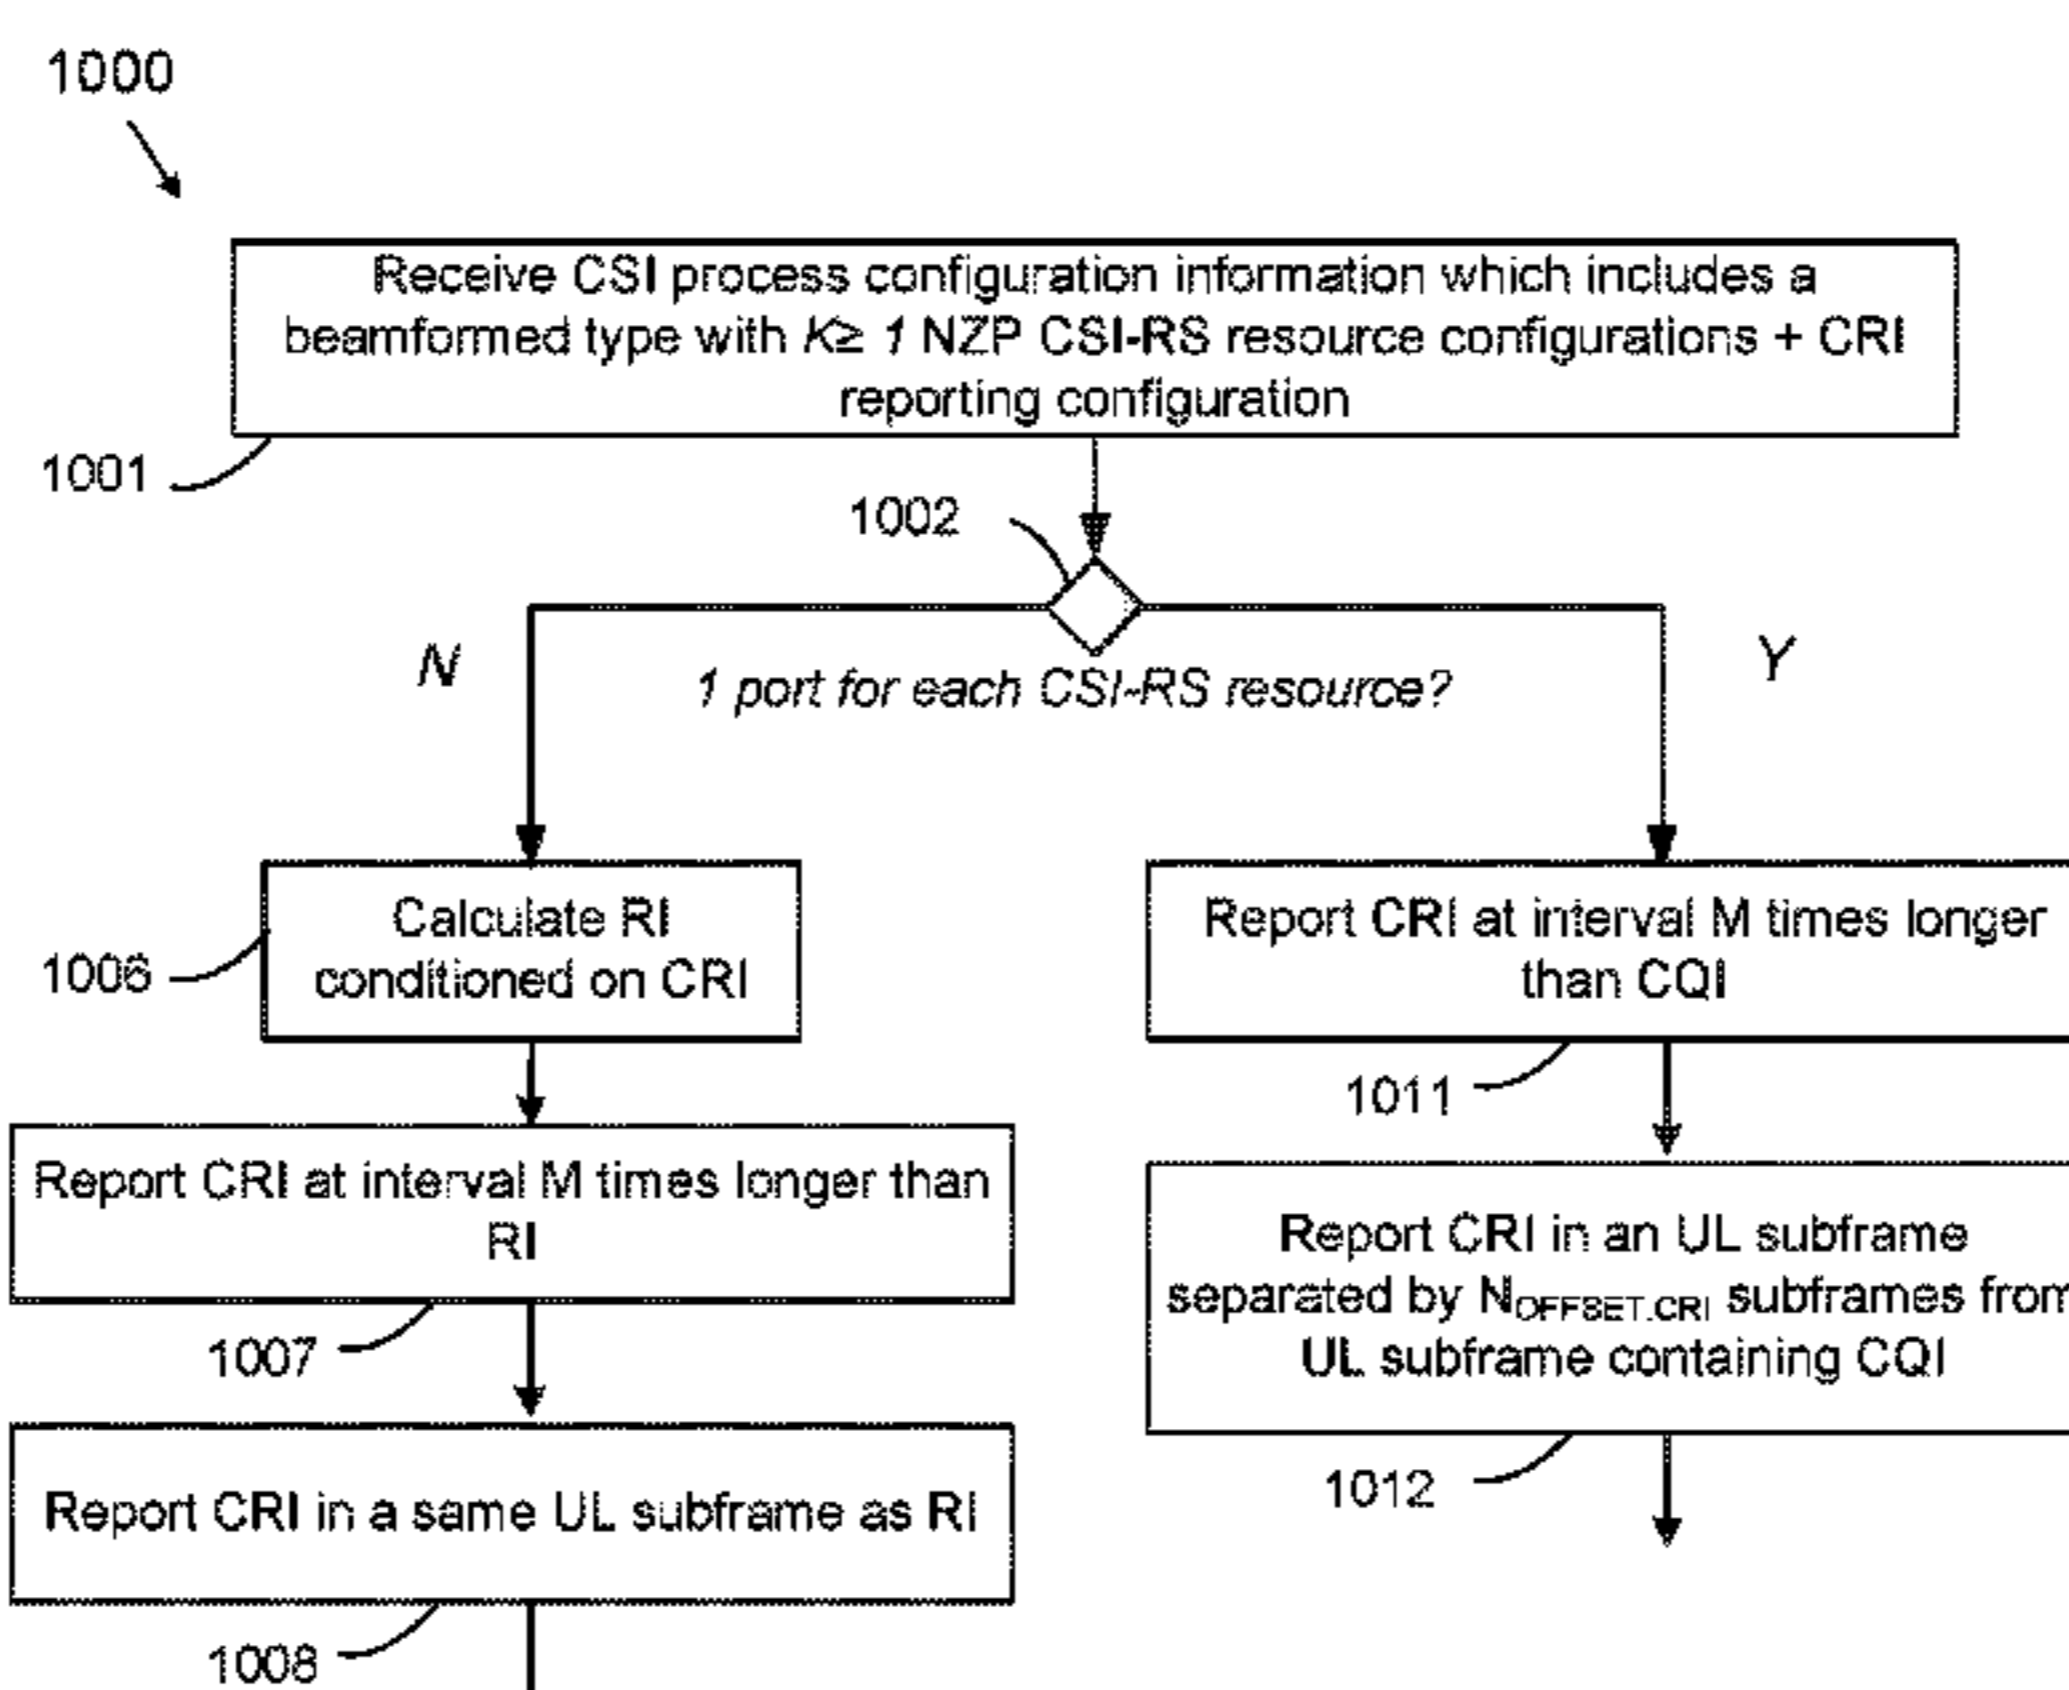 1000
Receive CSI process configuration information which includes a
beamformed type with K≥ 1 NZP CSI-RS resource configurations + CRI
reporting configuration
1001
1002
N
Y
1 port for each CSI-RS resource?
Calculate RI
conditioned on CRI
1006
Report CRI at interval M times longer
than CQI
1011
Report CRI at interval M times longer than
RI
1007
Report CRI in an UL subframe
separated by NOFFSET,CRI subframes from
UL subframe containing CQI
1012
Report CRI in a same UL subframe as RI
1008